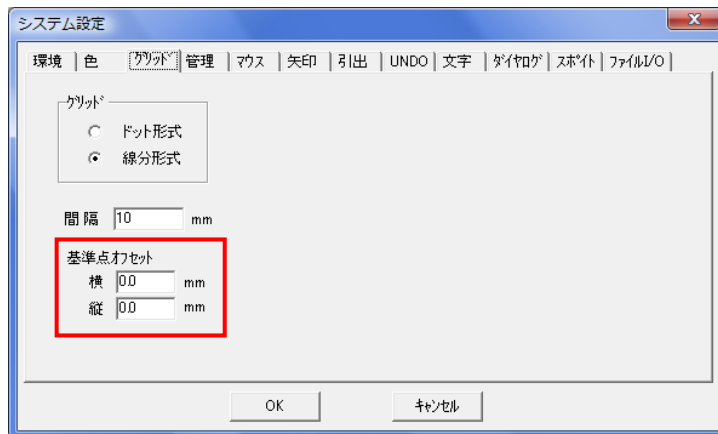 システム設定
環境 色 ｸﾞﾘｯﾄﾞ 管理 ﾏｳｽ 矢印 引出 UNDO 文字 ﾀﾞｲｱﾛｸﾞ ｽﾎﾟｲﾄ ﾌｧｲﾙI/O
ｸﾞﾘｯﾄﾞ
ドット形式
線分形式
間隔 10 mm
基準点ｵﾌｾｯﾄ
横 0.0 mm
縦 0.0 mm
OK ｷｬﾝｾﾙ